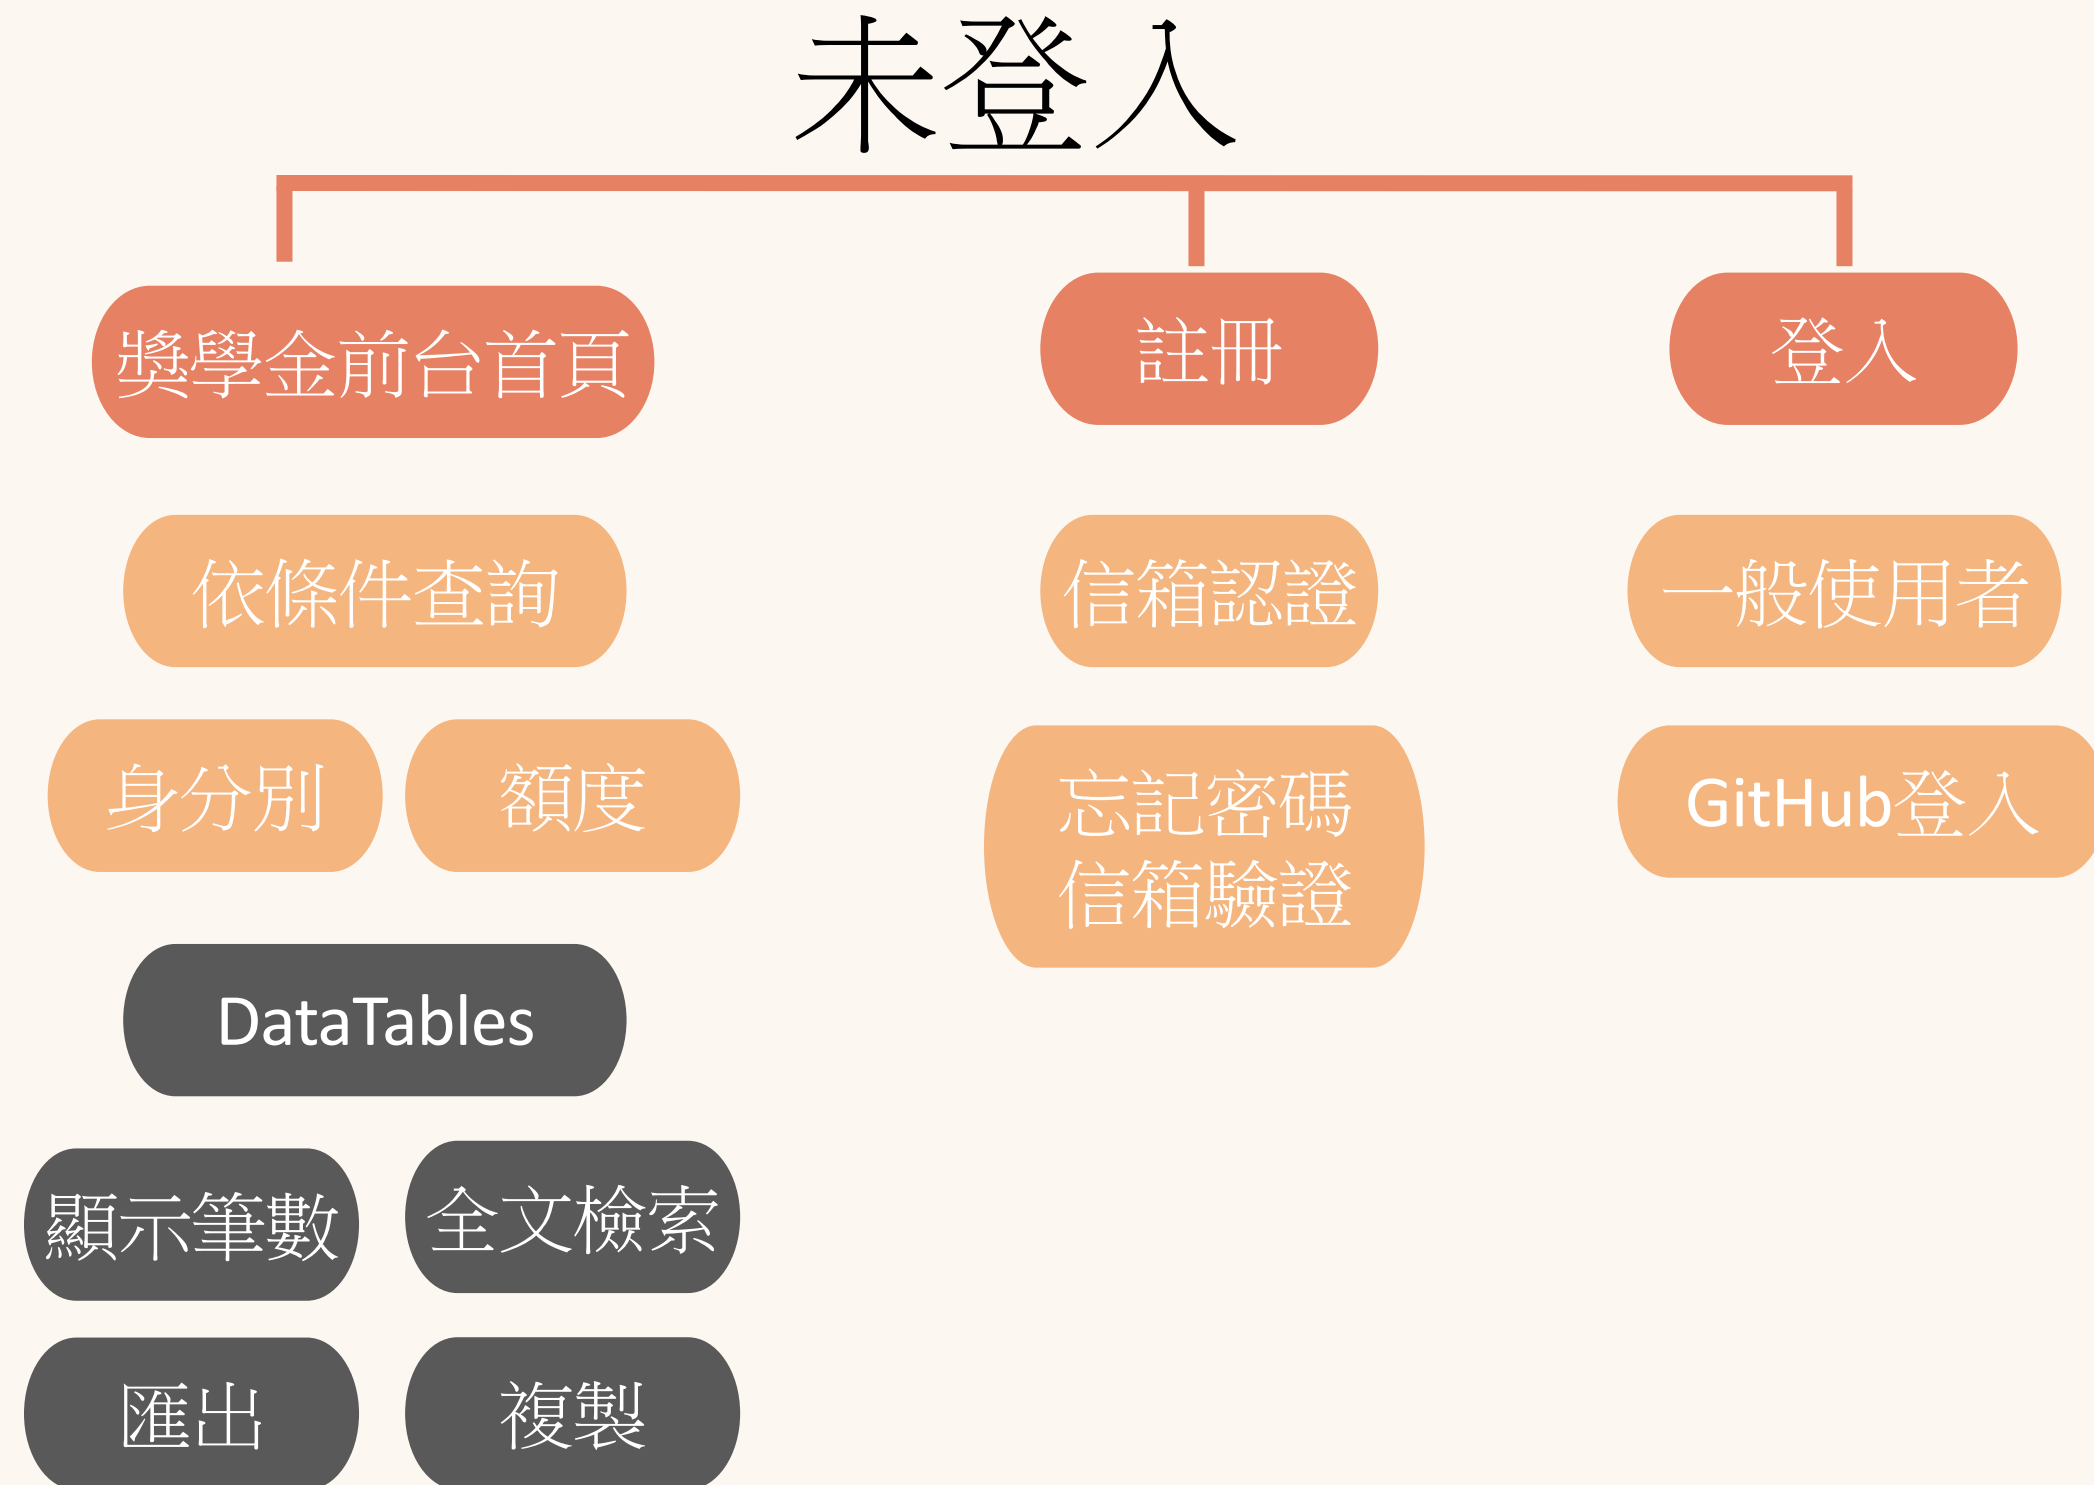 未登入
獎學金前台首頁
註冊
登入
依條件查詢
信箱認證
一般使用者
身分別
額度
忘記密碼
信箱驗證
GitHub登入
DataTables
顯示筆數
全文檢索
匯出
複製